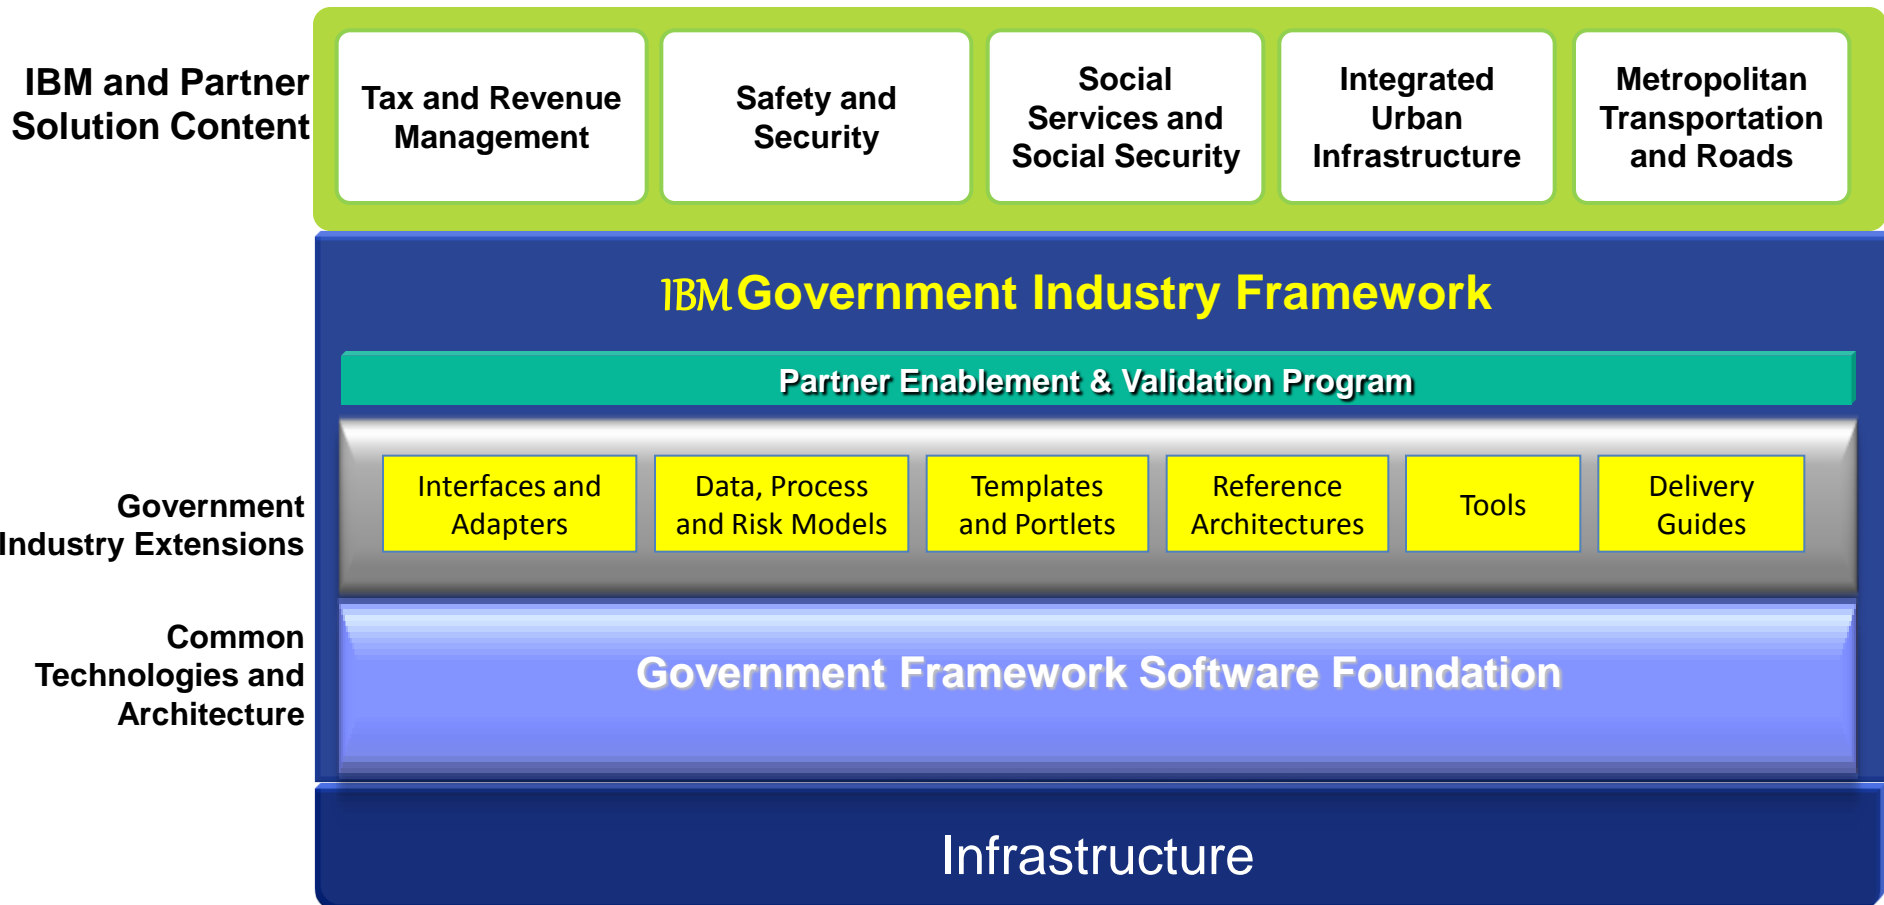 IBM and Partner
Solution Content
Tax and Revenue
Management
Safety and
Security
Social
Services and
Social Security
Integrated
Urban
Infrastructure
Metropolitan
Transportation
and Roads
IBM Government Industry Framework
Partner Enablement & Validation Program
Government
Industry Extensions
Interfaces and
Adapters
Data, Process
and Risk Models
Templates
and Portlets
Reference
Architectures
Tools
Delivery
Guides
Common
Technologies and
Architecture
Government Framework Software Foundation
Infrastructure